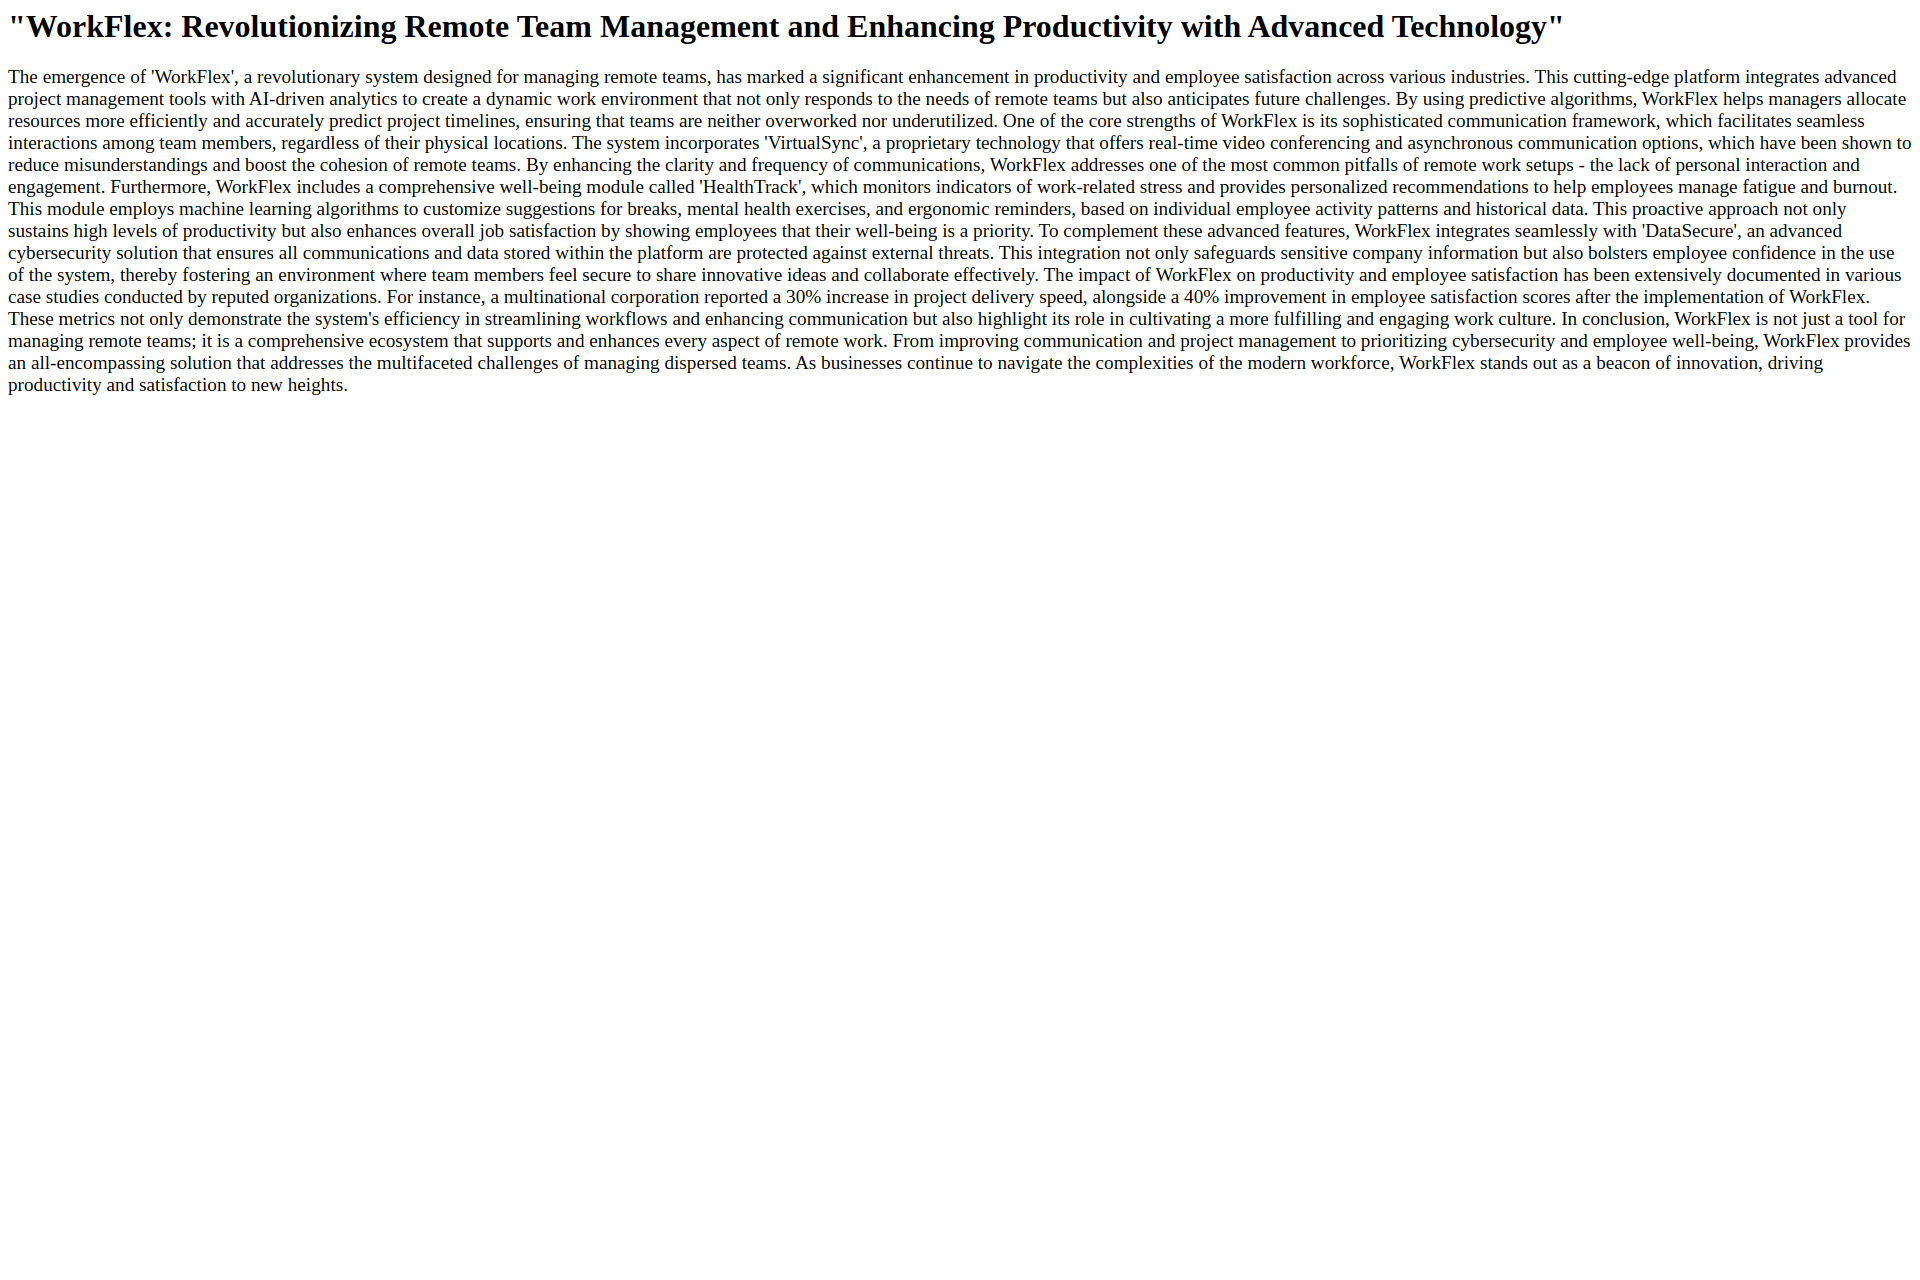 "WorkFlex: Revolutionizing Remote Team Management and Enhancing Productivity with Advanced Technology"
The emergence of 'WorkFlex', a revolutionary system designed for managing remote teams, has marked a significant enhancement in productivity and employee satisfaction across various industries. This cutting-edge platform integrates advanced
project management tools with AI-driven analytics to create a dynamic work environment that not only responds to the needs of remote teams but also anticipates future challenges. By using predictive algorithms, WorkFlex helps managers allocate
resources more efficiently and accurately predict project timelines, ensuring that teams are neither overworked nor underutilized. One of the core strengths of WorkFlex is its sophisticated communication framework, which facilitates seamless
interactions among team members, regardless of their physical locations. The system incorporates 'VirtualSync', a proprietary technology that offers real-time video conferencing and asynchronous communication options, which have been shown to
reduce misunderstandings and boost the cohesion of remote teams. By enhancing the clarity and frequency of communications, WorkFlex addresses one of the most common pitfalls of remote work setups - the lack of personal interaction and
engagement. Furthermore, WorkFlex includes a comprehensive well-being module called 'HealthTrack', which monitors indicators of work-related stress and provides personalized recommendations to help employees manage fatigue and burnout.
This module employs machine learning algorithms to customize suggestions for breaks, mental health exercises, and ergonomic reminders, based on individual employee activity patterns and historical data. This proactive approach not only
sustains high levels of productivity but also enhances overall job satisfaction by showing employees that their well-being is a priority. To complement these advanced features, WorkFlex integrates seamlessly with 'DataSecure', an advanced
cybersecurity solution that ensures all communications and data stored within the platform are protected against external threats. This integration not only safeguards sensitive company information but also bolsters employee confidence in the use
of the system, thereby fostering an environment where team members feel secure to share innovative ideas and collaborate effectively. The impact of WorkFlex on productivity and employee satisfaction has been extensively documented in various
case studies conducted by reputed organizations. For instance, a multinational corporation reported a 30% increase in project delivery speed, alongside a 40% improvement in employee satisfaction scores after the implementation of WorkFlex.
These metrics not only demonstrate the system's efficiency in streamlining workflows and enhancing communication but also highlight its role in cultivating a more fulfilling and engaging work culture. In conclusion, WorkFlex is not just a tool for
managing remote teams; it is a comprehensive ecosystem that supports and enhances every aspect of remote work. From improving communication and project management to prioritizing cybersecurity and employee well-being, WorkFlex provides
an all-encompassing solution that addresses the multifaceted challenges of managing dispersed teams. As businesses continue to navigate the complexities of the modern workforce, WorkFlex stands out as a beacon of innovation, driving
productivity and satisfaction to new heights.